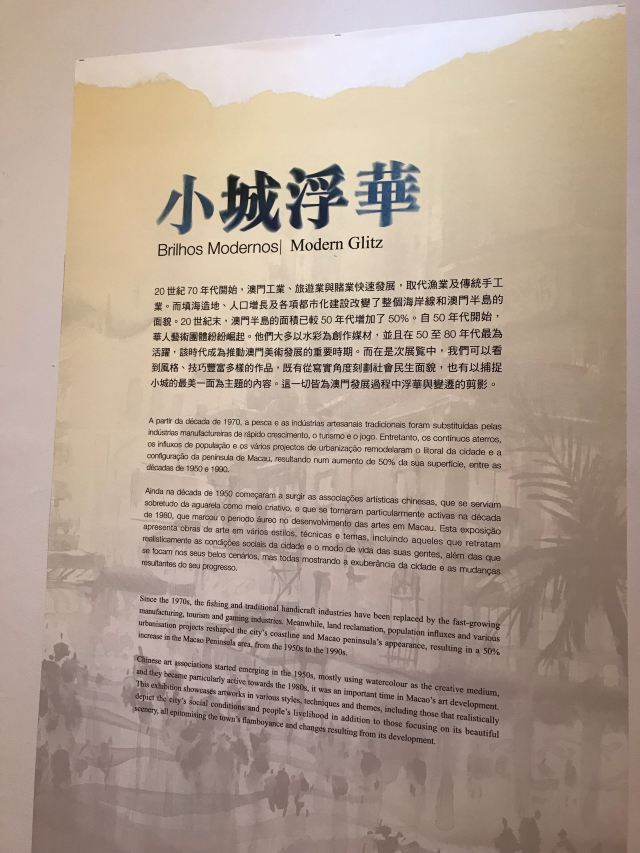 小城浮華
Brilhos Modernos| Modern Glitz
20世紀70年代開始，澳門工業、旅遊業與賭業快速發展，取代漁業及傳統手工
業。而填海造地、人口增長及各項都市化建設改變了整個海岸線和澳門半島的
面貌。20世紀末，澳門半島的面積已較50年代增加了50%。自50年代開始，
華人藝術團體紛紛崛起。他們大多以水彩為創作媒材，並且在50至80年代最為
活躍，該時代成為推動澳門美術發展的重要時期。而在是次展覽中，我們可以看
到風格、技巧豐富多樣的作品，既有從寫實角度刻劃社會民生面貌，也有以捕捉
小城的最美一面為主題的內容。這一切皆為澳門發展過程中浮華與變遷的剪影。
A partir da década de 1970, a pesca e as indústrias artesanais tradicionais foram substituídas pelas
indústrias manufactureiras de rápido crescimento, o turismo e o jogo. Entretanto, os contínuos aterros,
os influxos de população e os vários projectos de urbanização remodelaram o litoral da cidade e a
configuração da península de Macau, resultando num aumento de 50% da sua superfície, entre as
décadas de 1950 e 1990.
Ainda na década de 1950 começaram a surgir as associações artísticas chinesas, que se serviam
sobretudo da aguarela como meio criativo, e que se tornaram particularmente activas na década
de 1980, que marcou o período áureo no desenvolvimento das artes em Macau. Esta exposição
apresenta obras de arte em vários estilos, técnicas e temas, incluindo aqueles que retratam
realisticamente as condições sociais da cidade e o modo de vida das suas gentes, além das que
se focam nos seus belos cenários, mas todas mostrando a exuberância da cidade e as mudanças
resultantes do seu progresso.
Since the 1970s, the fishing and traditional handicraft industries have been replaced by the fast-growing
manufacturing, tourism and gaming industries. Meanwhile, land reclamation, population influxes and various
urbanisation projects reshaped the city's coastline and Macao peninsula's appearance, resulting in a 50%
increase in the Macao Peninsula area, from the 1950s to the 1990s.
Chinese art associations started emerging in the 1950s, mostly using watercolour as the creative medium,
and they became particularly active towards the 1980s, it was an important time in Macao's art development.
This exhibition showcases artworks in various styles, techniques and themes, including those that realistically
depict the city's social conditions and people's livelihood in addition to those focusing on its beautiful
scenery, all epitomising the town's flamboyance and changes resulting from its development.